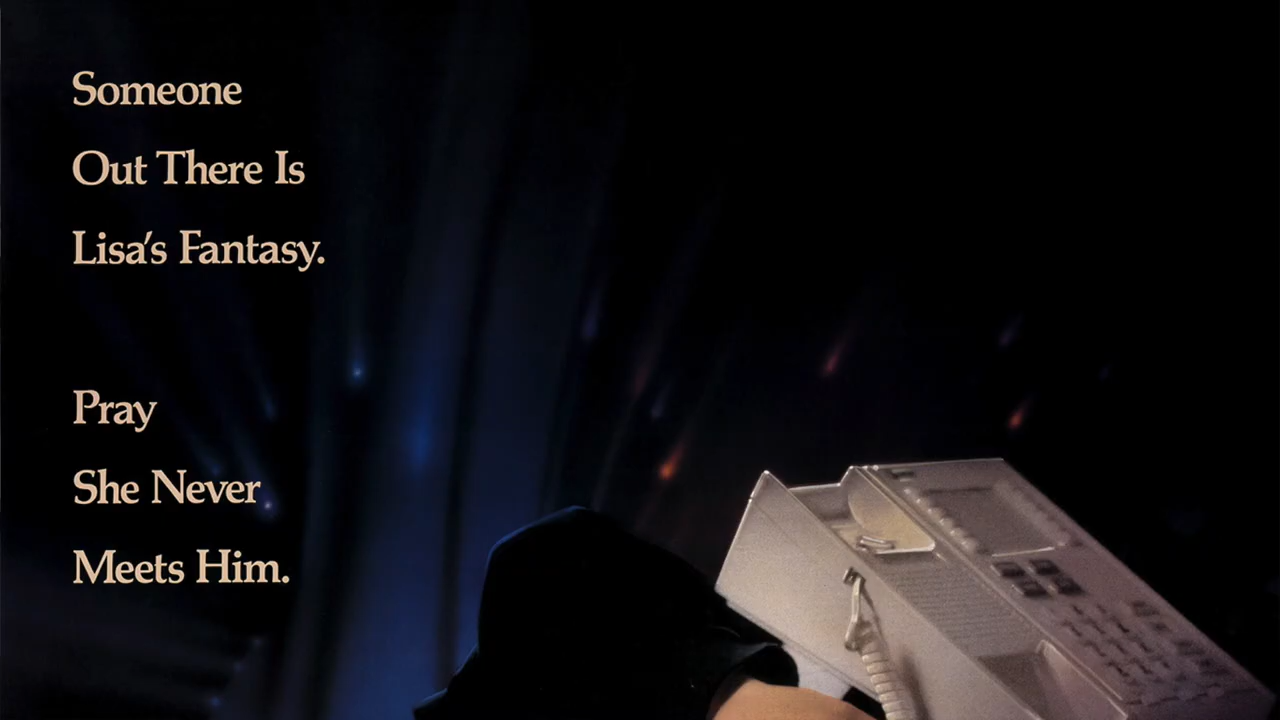 Someone
Out There Is
Lisa's Fantasy.
Pray
She Never
Meets Him.